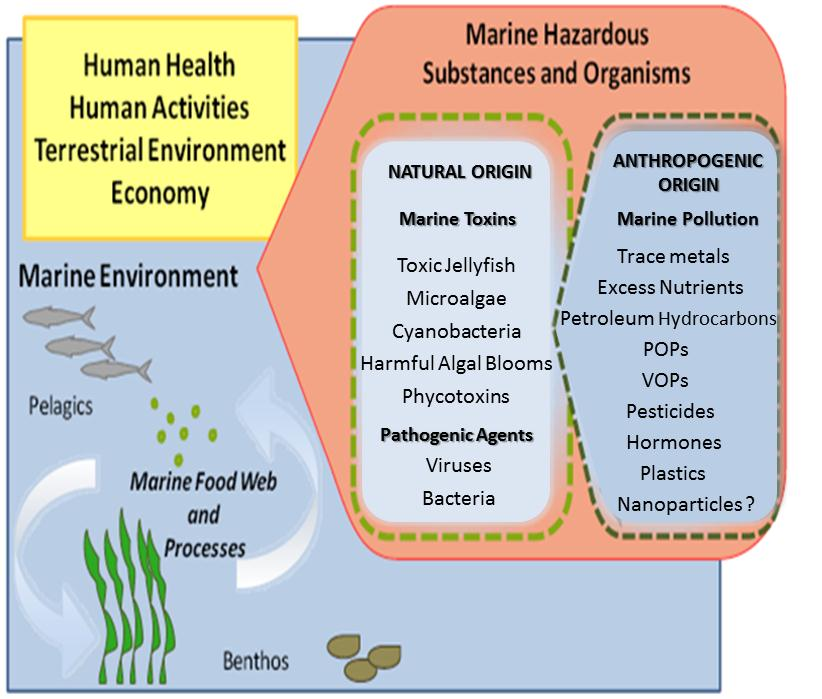 Human Health
Human Activities
Terrestrial Environment
Economy
Marine Environment
Pelagics
Marine Food Web
and
Processes
Benthos
Marine Hazardous
Substances and Organisms
NATURAL ORIGIN
Marine Toxins
Toxic Jellyfish
Microalgae
Cyanobacteria
Harmful Algal Blooms
Phycotoxins
Pathogenic Agents
Viruses
Bacteria
ANTHROPOGENIC
ORIGIN
Marine Pollution
Trace metals
Excess Nutrients
Petroleum Hydrocarbons
POPs
VOPs
Pesticides
Hormones
Plastics
Nanoparticles ?